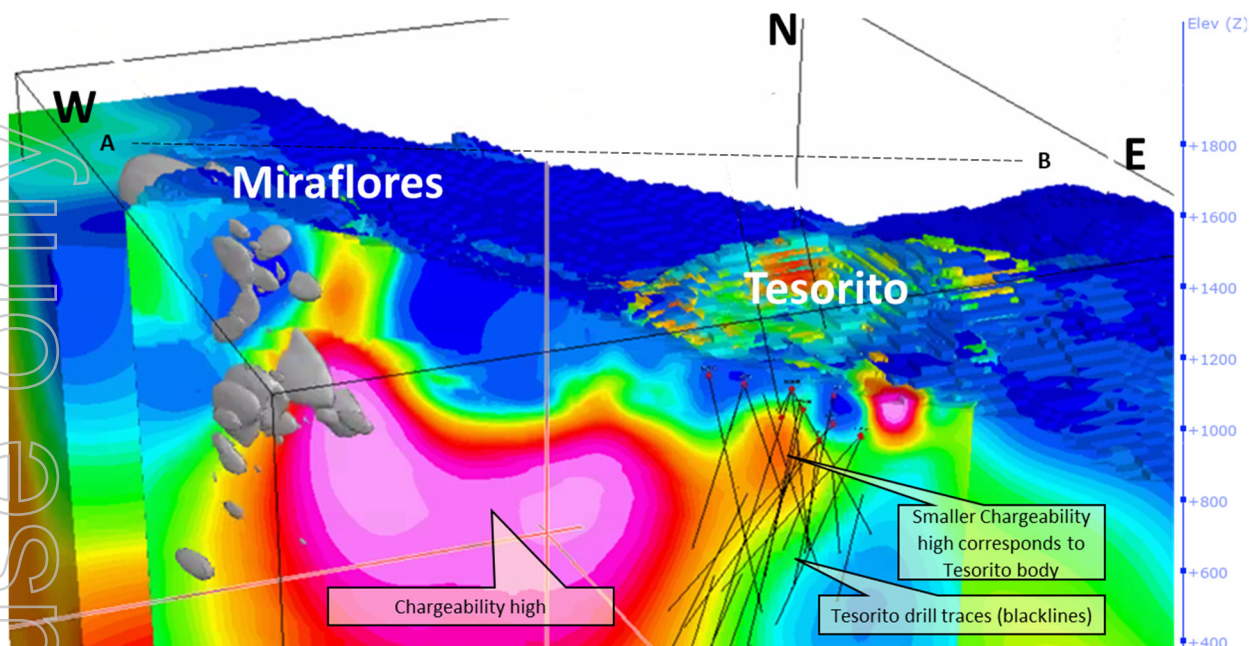 N
Elev (Z)
W
A
B
E
+1800
Miraflores
+1600
Tesorito
+1400
+1200
+1000
+800
Smaller Chargeability
high corresponds to
Tesorito body
+600
Chargeability high
Tesorito drill traces (blacklines)
+400